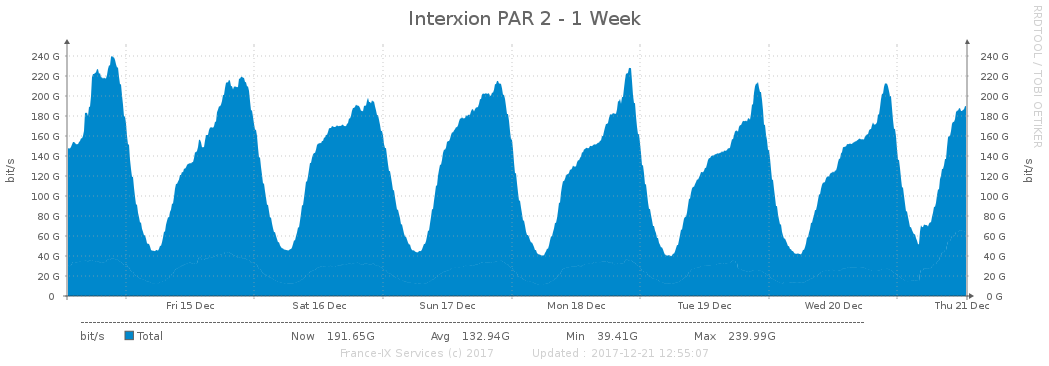 Interxion PAR 2 - 1 Week
RRDTOOL / TOBI OETIKER
bit/s
240 G
220 G
200 G
180 G
160 G
140 G
120 G
100 G
80 G
60 G
40 G
20 G
0
240 G
220 G
200 G
180 G
160 G
140 G
120 G
100 G
80 G
60 G
40 G
20 G
0 G
bit/s
Fri 15 Dec Sat 16 Dec Sun 17 Dec Mon 18 Dec Tue 19 Dec Wed 20 Dec Thu 21 Dec
bit/s Total Now 191.65G Avg 132.94G Min 39.41G Max 239.99G
France-IX Services (c) 2017 Updated : 2017-12-21 12:55:07